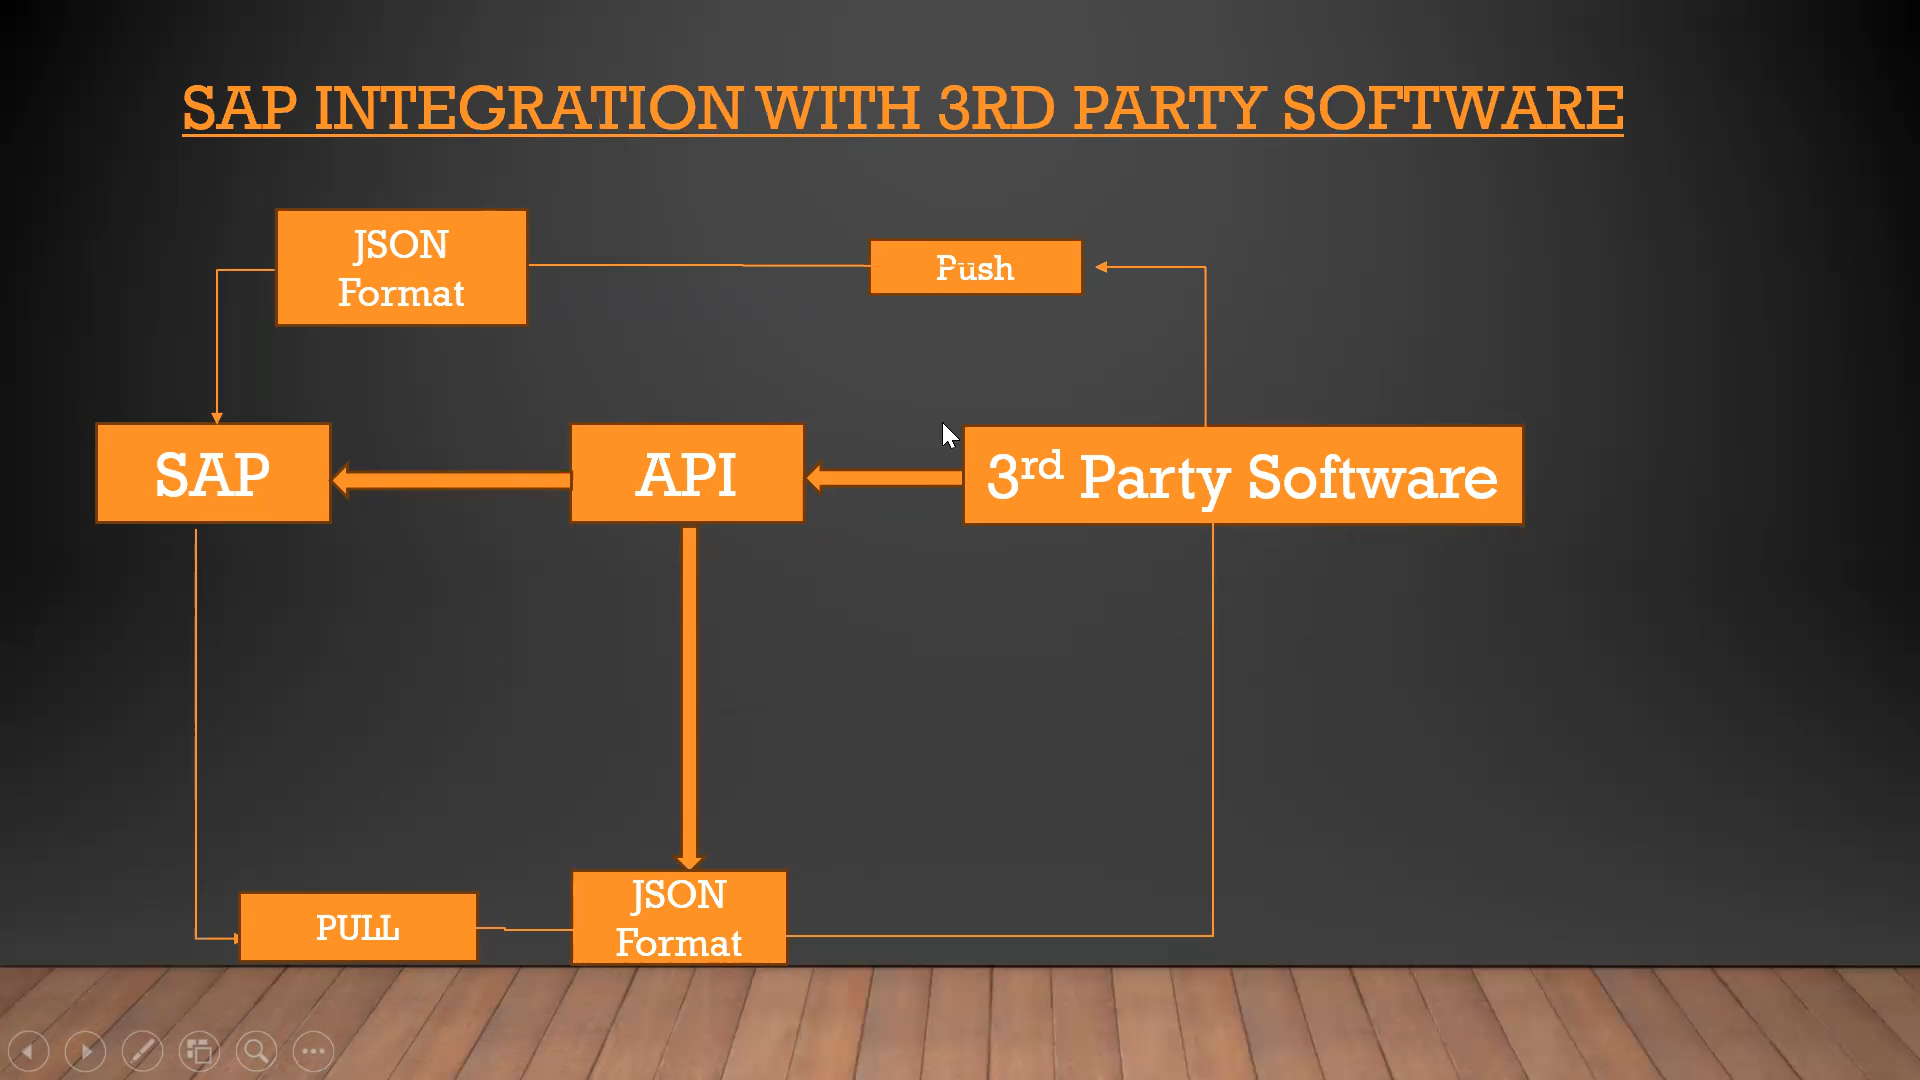 SAP INTEGRATION WITH 3RD PARTY SOFTWARE
JSON
Format
Push
SAP
API
3rd Party Software
PULL
JSON
Format